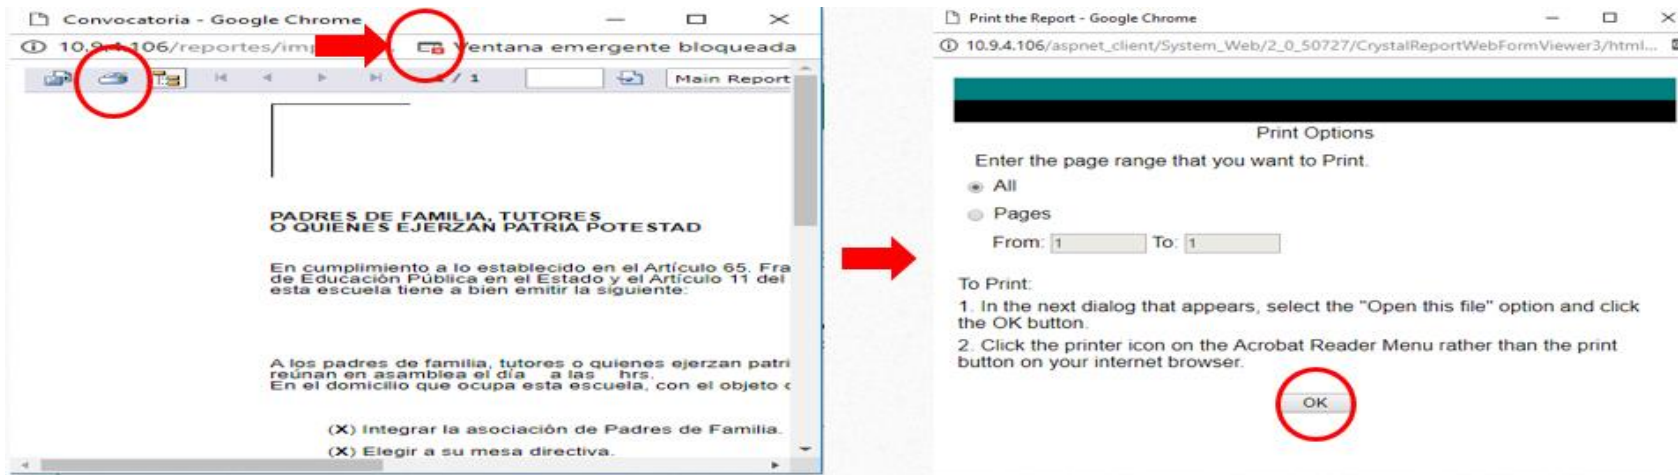 Convocatoria - Google Chrome
10.9.4.106/reportes/imp
Ventana emergente bloqueada
/ 1
Main Report
PADRES DE FAMILIA, TUTORES
O QUIENES EJERZAN PATRIA POTESTAD
En cumplimiento a lo establecido en el Artículo 65. Fra
de Educación Pública en el Estado y el Artículo 11 del
esta escuela tiene a bien emitir la siguiente:
A los padres de familia, tutores o quienes ejerzan patri
reúnan en asamblea el día a las hrs.
En el domicilio que ocupa esta escuela, con el objeto
(X) Integrar la asociación de Padres de Familia.
(X) Elegir a su mesa directiva.
Print the Report - Google Chrome
10.9.4.106/aspnet_client/System_Web/2_0_50727/CrystalReportWebFormViewer3/html...
Print Options
Enter the page range that you want to Print.
All
Pages
From: 1 To: 1
To Print:
1. In the next dialog that appears, select the "Open this file" option and click
the OK button.
2. Click the printer icon on the Acrobat Reader Menu rather than the print
button on your internet browser.
OK